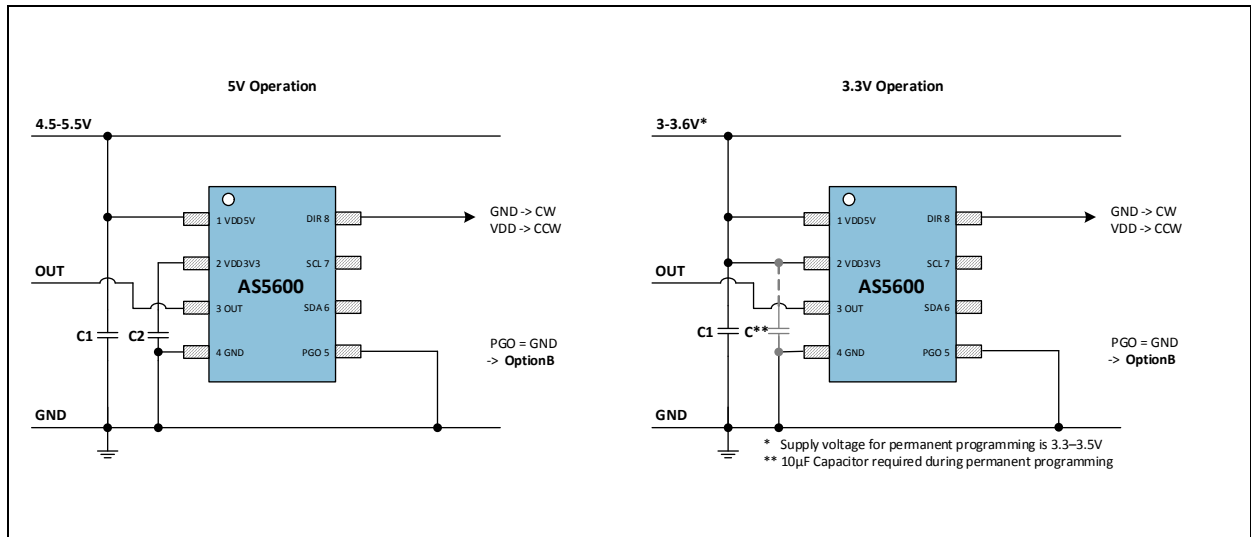 5V Operation
4.5-5.5V
1 VDD5V
DIR 8
GND -> CW
VDD -> CCW
2 VDD3V3
SCL 7
OUT
AS5600
3 OUT
SDA 6
C1
C2
4 GND
PGO 5
PGO = GND
-> OptionB
GND
3.3V Operation
3-3.6V*
1 VDD5V
DIR 8
GND -> CW
VDD -> CCW
2 VDD3V3
SCL 7
OUT
AS5600
3 OUT
SDA 6
C1
C**
4 GND
PGO 5
PGO = GND
-> OptionB
GND
* Supply voltage for permanent programming is 3.3–3.5V
** 10µF Capacitor required during permanent programming